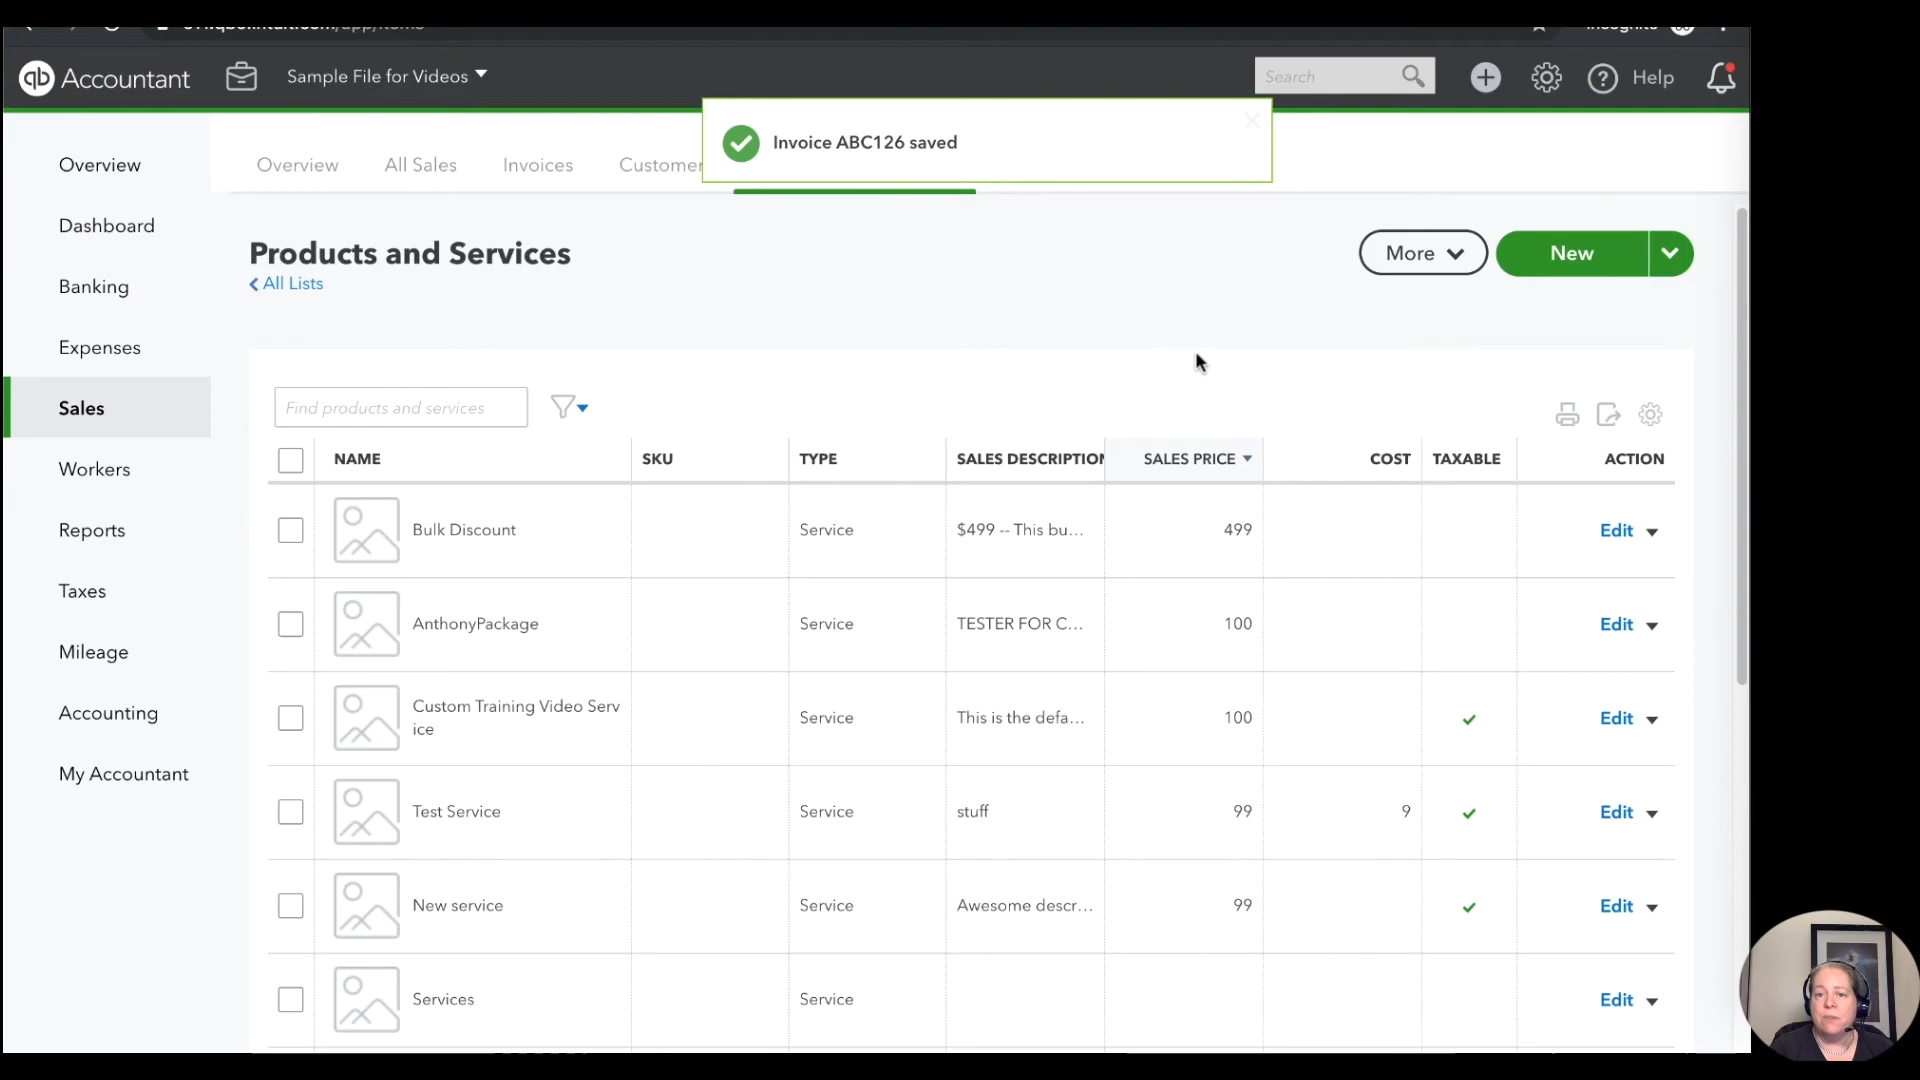 qb Accountant
Sample File for Videos
Search
Help
Invoice ABC126 saved
Overview
Dashboard
Banking
Expenses
Sales
Workers
Reports
Taxes
Mileage
Accounting
My Accountant
Overview All Sales Invoices Customer
Products and Services
All Lists
More
New
Find products and services
NAME SKU TYPE SALES DESCRIPTION SALES PRICE COST TAXABLE ACTION
Bulk Discount Service $499 -- This bu... 499 Edit
AnthonyPackage Service TESTER FOR C... 100 Edit
Custom Training Video Serv
ice Service This is the defa... 100 Edit
Test Service Service stuff 99 9 Edit
New service Service Awesome descr... 99 Edit
Services Service Edit